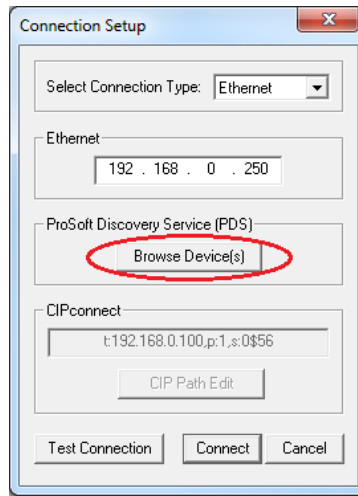 Connection Setup
Select Connection Type: Ethernet
Ethernet
192 . 168 . 0 . 250
ProSoft Discovery Service (PDS)
Browse Device(s)
CIPconnect
t:192.168.0.100,p:1,s:0$56
CIP Path Edit
Test Connection Connect Cancel